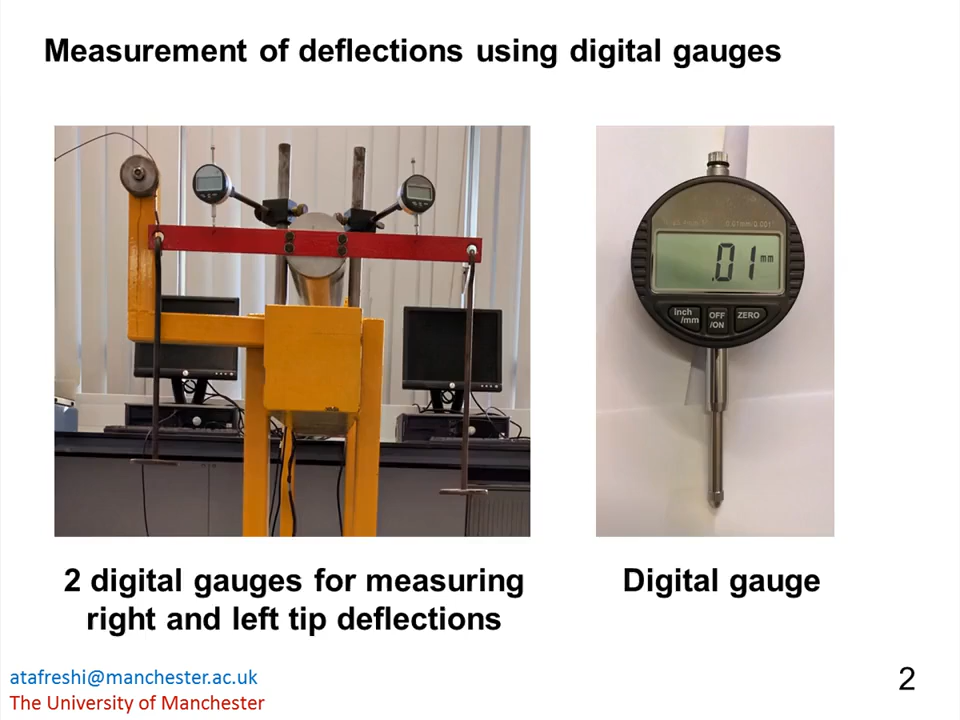 Measurement of deflections using digital gauges
.01 mm
inch
/mm
OFF
/ON
ZERO
2 digital gauges for measuring
right and left tip deflections
Digital gauge
atafreshi@manchester.ac.uk
The University of Manchester
2